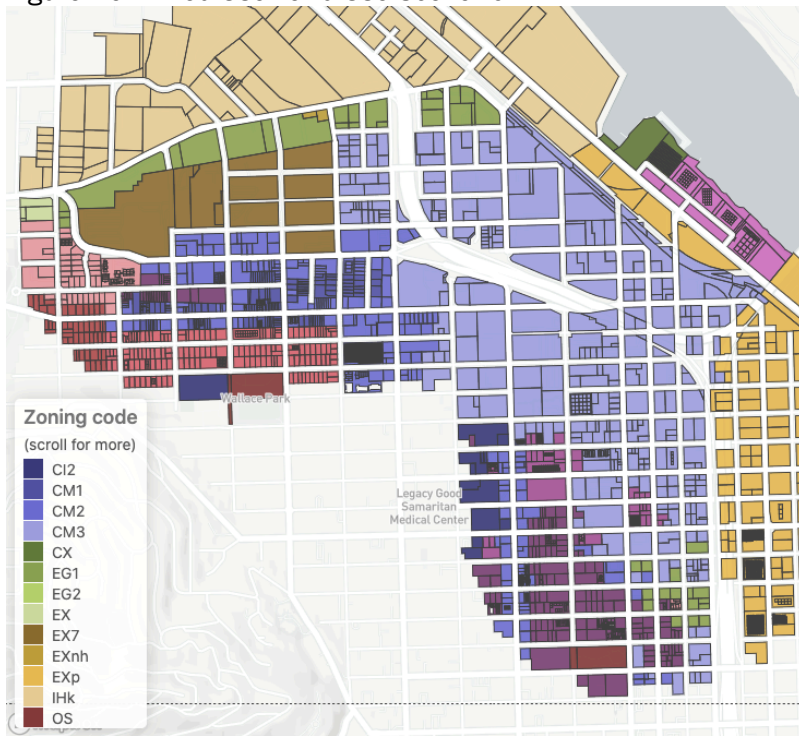 Wallace Park
Legacy Good
Samaritan
Medical Center
Zoning code
(scroll for more)
CI2
CM1
CM2
CM3
CX
EG1
EG2
EX
EX7
EXnh
EXp
IHk
OS